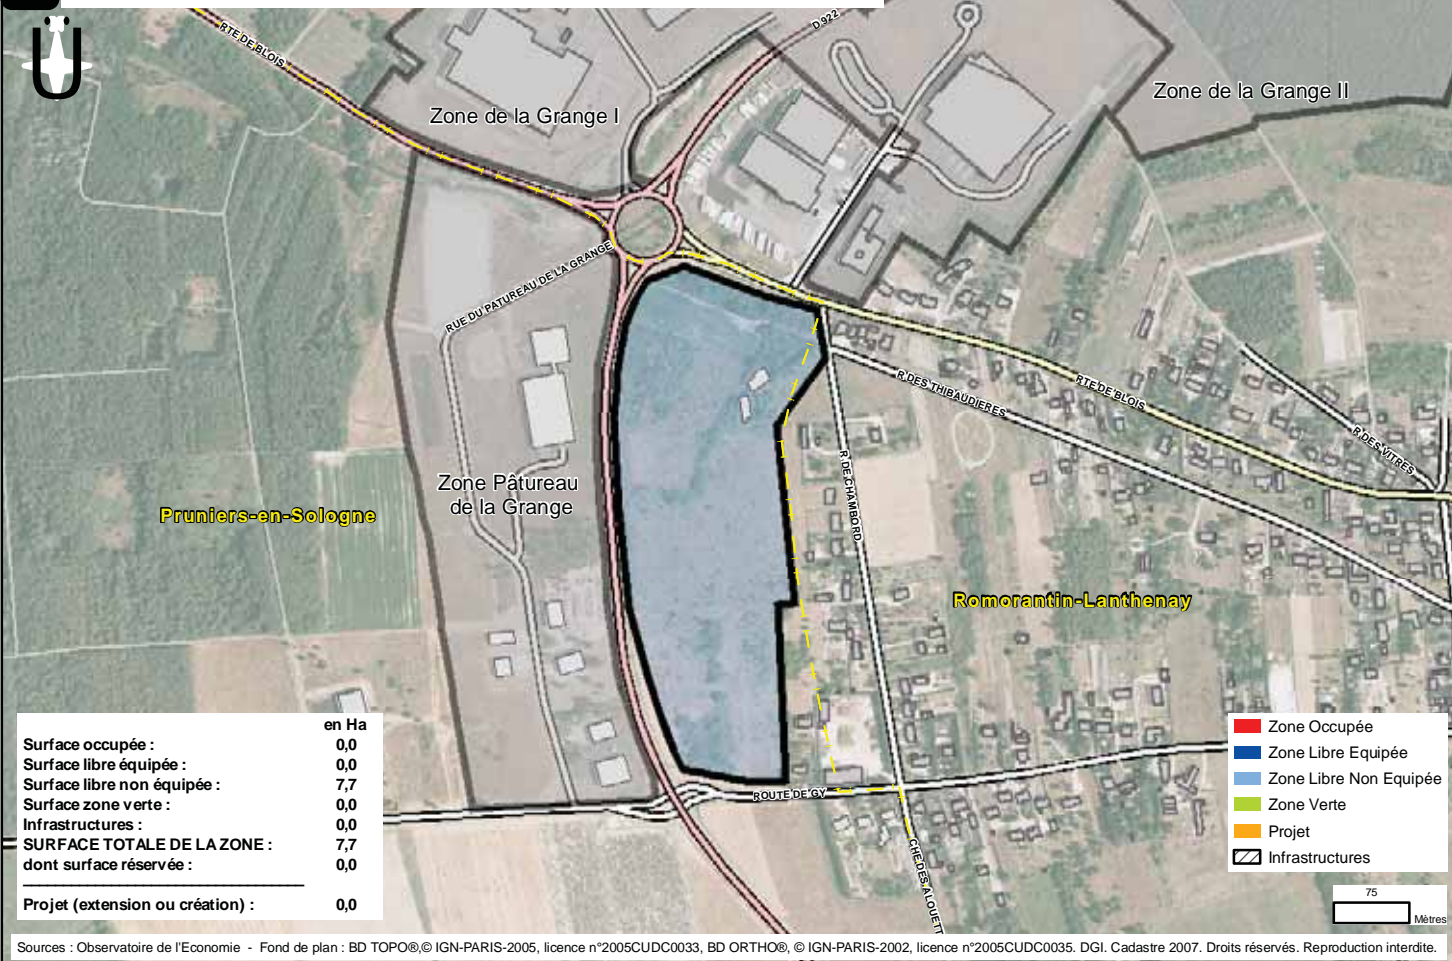 D.922
RTE DE BLOIS
Zone de la Grange I
Zone de la Grange II
RUE DU PATUREAU DE LA GRANGE
R.DES THIBAUDIERES
RTE DE BLOIS
R.DES VITRES
R.DE CHAMBORD
Zone Pâtureau
de la Grange
Pruniers-en-Sologne
Romorantin-Lanthenay
ROUTE DE GY
CHE DES ALOUETT
en Ha
Surface occupée : 0,0
Surface libre équipée : 0,0
Surface libre non équipée : 7,7
Surface zone verte : 0,0
Infrastructures : 0,0
SURFACE TOTALE DE LA ZONE : 7,7
dont surface réservée : 0,0
Projet (extension ou création) : 0,0
Zone Occupée
Zone Libre Equipée
Zone Libre Non Equipée
Zone Verte
Projet
Infrastructures
75
Mètres
Sources : Observatoire de l'Economie - Fond de plan : BD TOPO®,© IGN-PARIS-2005, licence n°2005CUDC0033, BD ORTHO®, © IGN-PARIS-2002, licence n°2005CUDC0035. DGI. Cadastre 2007. Droits réservés. Reproduction interdite.